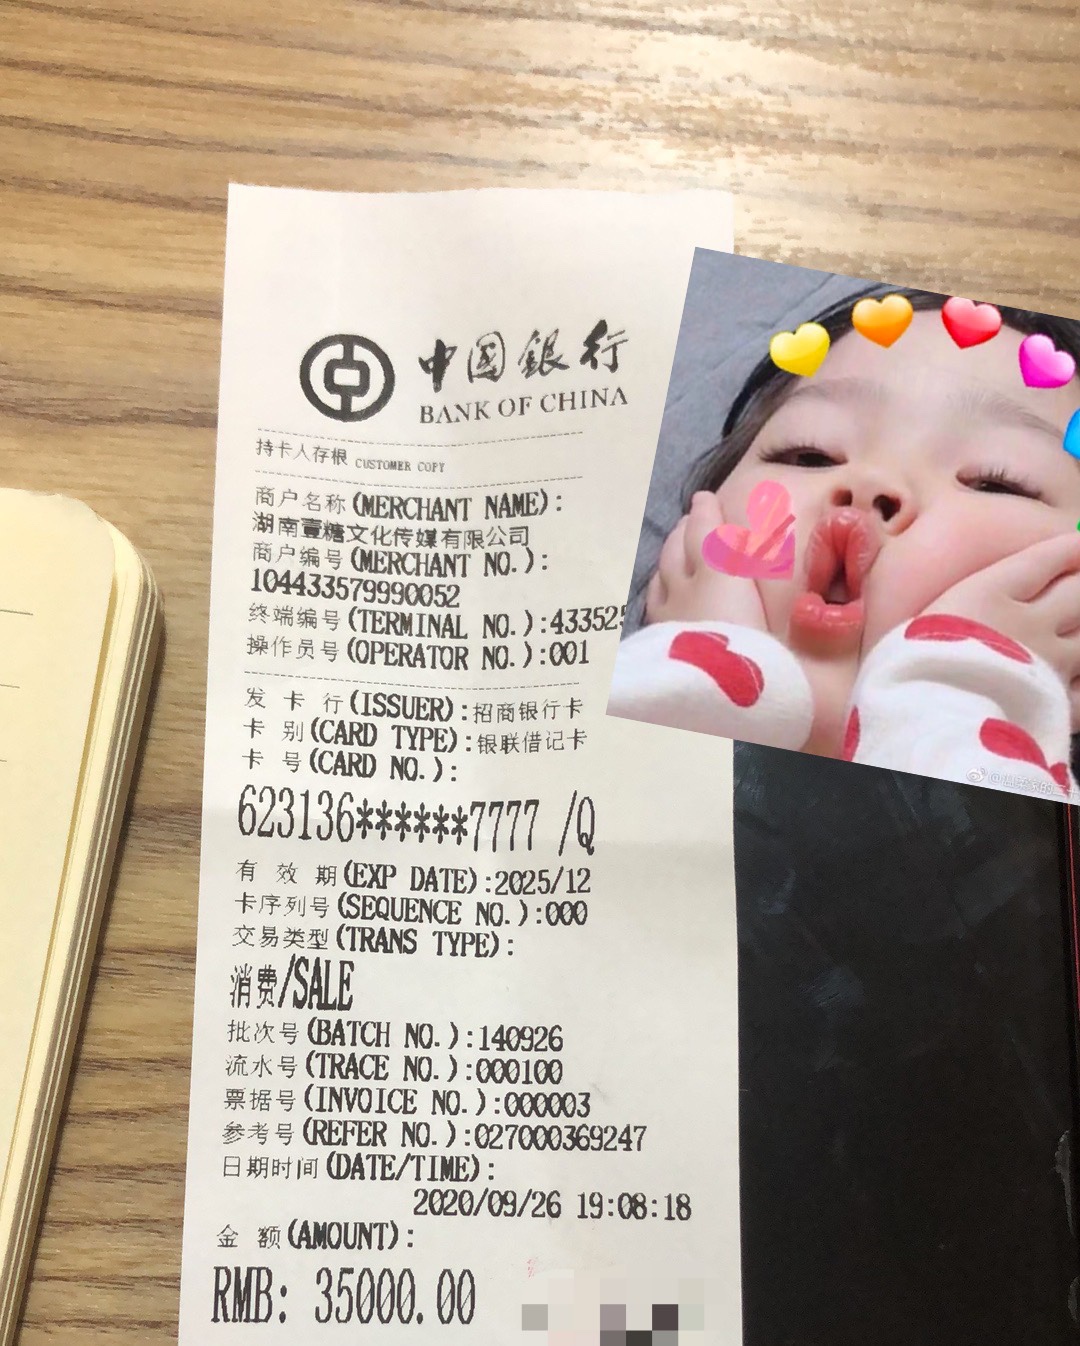 中国銀行
BANK OF CHINA
持卡人存根 CUSTOMER COPY
商户名称(MERCHANT NAME):
湖南壹糖文化传媒有限公司
商户编号(MERCHANT NO.):
104433579990052
终端编号(TERMINAL NO.):433525
操作员号(OPERATOR NO.):001
发 卡 行(ISSUER):招商银行卡
卡 别(CARD TYPE):银联借记卡
卡 号(CARD NO.):
623136******7777 /Q
有 效 期(EXP DATE):2025/12
卡序列号(SEQUENCE NO.):000
交易类型(TRANS TYPE):
消费/SALE
批次号(BATCH NO.):140926
流水号(TRACE NO.):000100
票据号(INVOICE NO.):000003
参考号(REFER NO.):027000369247
日期时间(DATE/TIME):
2020/09/26 19:08:18
金 额(AMOUNT):
RMB: 35000.00